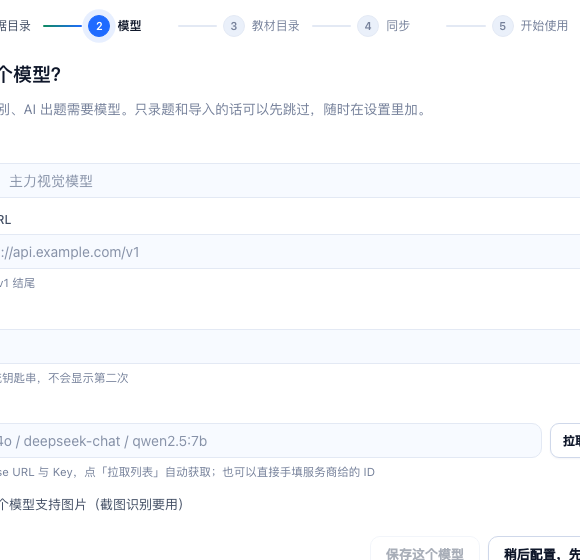 据目录 2 模型 3 教材目录 4 同步 5 开始使用
个模型?
别、AI 出题需要模型。只录题和导入的话可以先跳过，随时在设置里加。
主力视觉模型
RL
://api.example.com/v1
v1 结尾
钥匙串，不会显示第二次
4o / deepseek-chat / qwen2.5:7b 拉取
se URL 与 Key，点「拉取列表」自动获取；也可以直接手填服务商给的 ID
个模型支持图片（截图识别要用）
保存这个模型 稍后配置，先